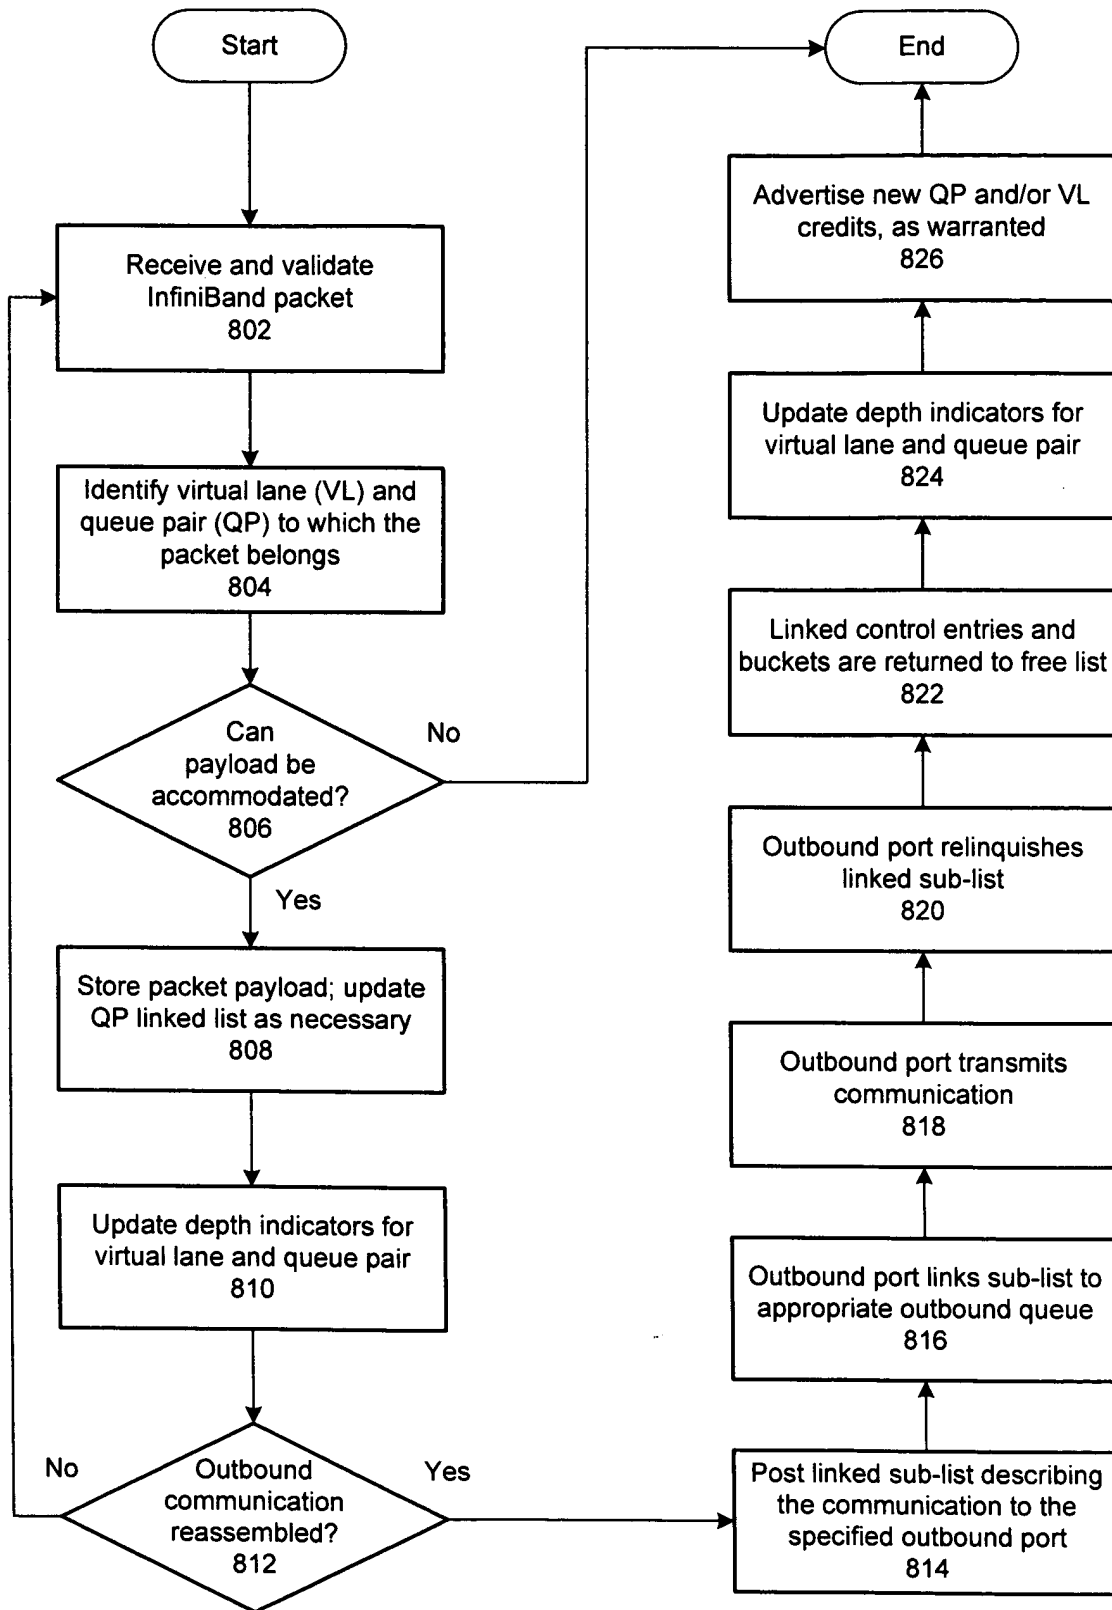 Start
Receive and validate
InfiniBand packet
802
Identify virtual lane (VL) and
queue pair (QP) to which the
packet belongs
804
Can
payload be
accommodated?
806
No
Yes
Store packet payload; update
QP linked list as necessary
808
Update depth indicators for
virtual lane and queue pair
810
Outbound
communication
reassembled?
812
No
Yes
Post linked sub-list describing
the communication to the
specified outbound port
814
Outbound port links sub-list to
appropriate outbound queue
816
Outbound port transmits
communication
818
Outbound port relinquishes
linked sub-list
820
Linked control entries and
buckets are returned to free list
822
Update depth indicators for
virtual lane and queue pair
824
Advertise new QP and/or VL
credits, as warranted
826
End